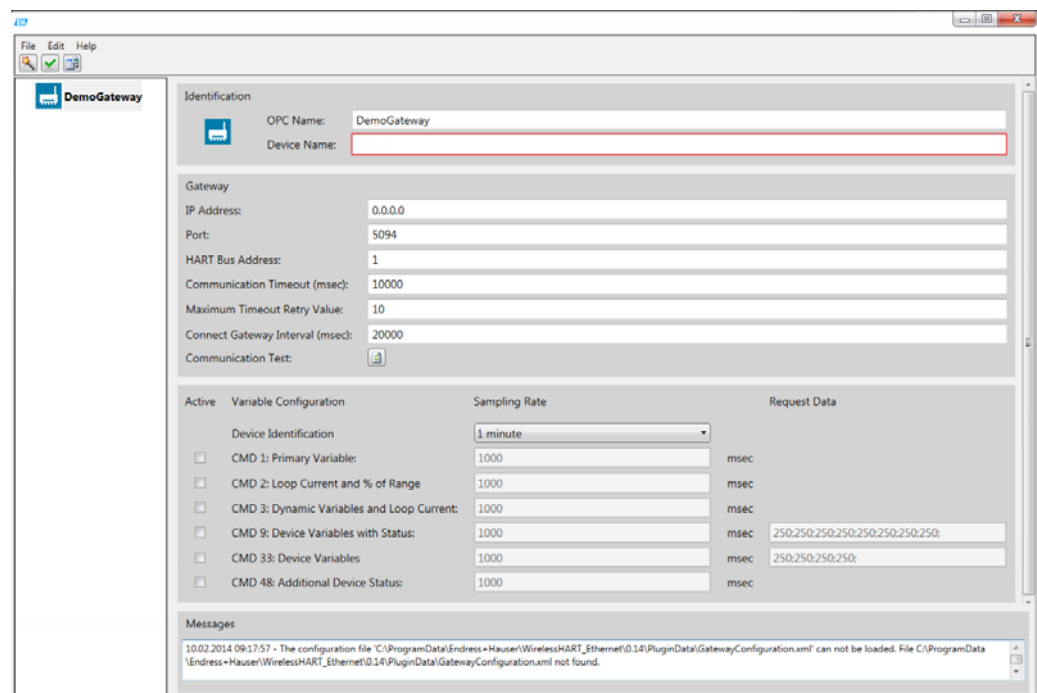 File Edit Help
DemoGateway
Identification
OPC Name: DemoGateway
Device Name:
Gateway
IP Address: 0.0.0.0
Port: 5094
HART Bus Address: 1
Communication Timeout (msec): 10000
Maximum Timeout Retry Value: 10
Connect Gateway Interval (msec): 20000
Communication Test:
Active Variable Configuration Sampling Rate Request Data
Device Identification 1 minute
CMD 1: Primary Variable: 1000 msec
CMD 2: Loop Current and % of Range 1000 msec
CMD 3: Dynamic Variables and Loop Current: 1000 msec
CMD 9: Device Variables with Status: 1000 msec 250;250;250;250;250;250;250;250;
CMD 33: Device Variables 1000 msec 250;250;250;250;
CMD 48: Additional Device Status: 1000 msec
Messages
10.02.2014 09:17:57 - The configuration file 'C:\ProgramData\Endress+Hauser\WirelessHART_Ethernet\0.14\PluginData\GatewayConfiguration.xml' can not be loaded. File C:\ProgramData
\Endress+Hauser\WirelessHART_Ethernet\0.14\PluginData\GatewayConfiguration.xml not found.